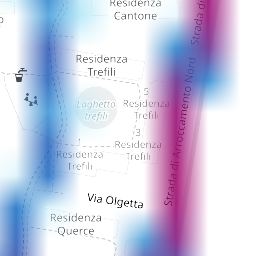 Residenza
Cantone
Strada di
Residenza
Trefili
Laghetto
trefili
5
Residenza
Trefili
3
Residenza
Trefili
Residenza
Trefili
Strada di Arroccamento Nord
Via Olgetta
Residenza
Querce